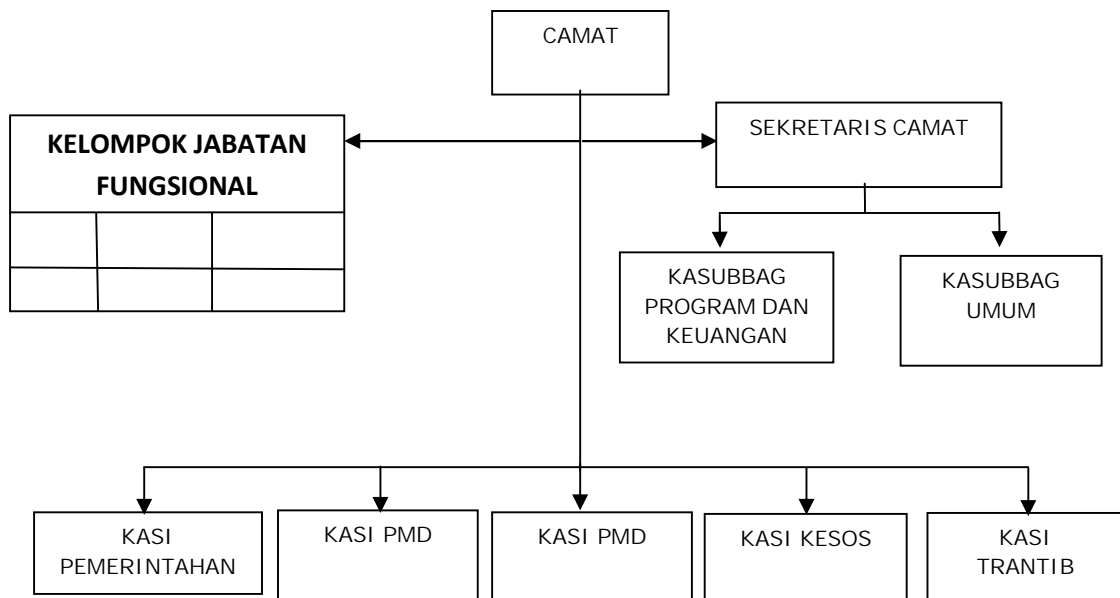 CAMAT
SEKRETARIS CAMAT
KELOMPOK JABATAN
FUNGSIONAL
KASUBBAG
PROGRAM DAN
KEUANGAN
KASUBBAG
UMUM
KASI
PEMERINTAHAN
KASI PMD
KASI PMD
KASI KESOS
KASI
TRANTIB